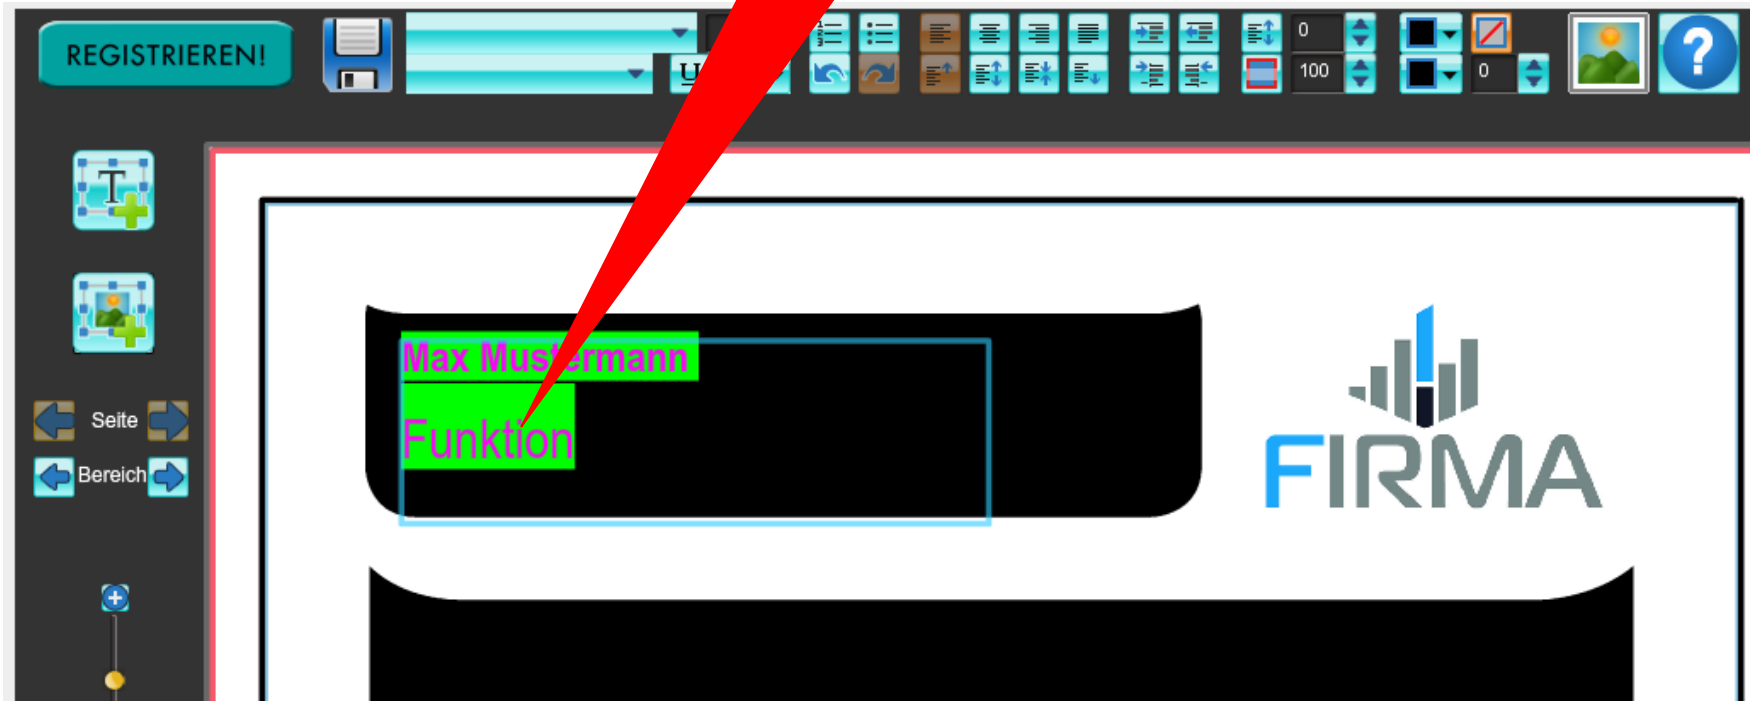 REGISTRIEREN!
U
0
100
0
?
T
Seite
Bereich
Max Mustermann
Funktion
FIRMA